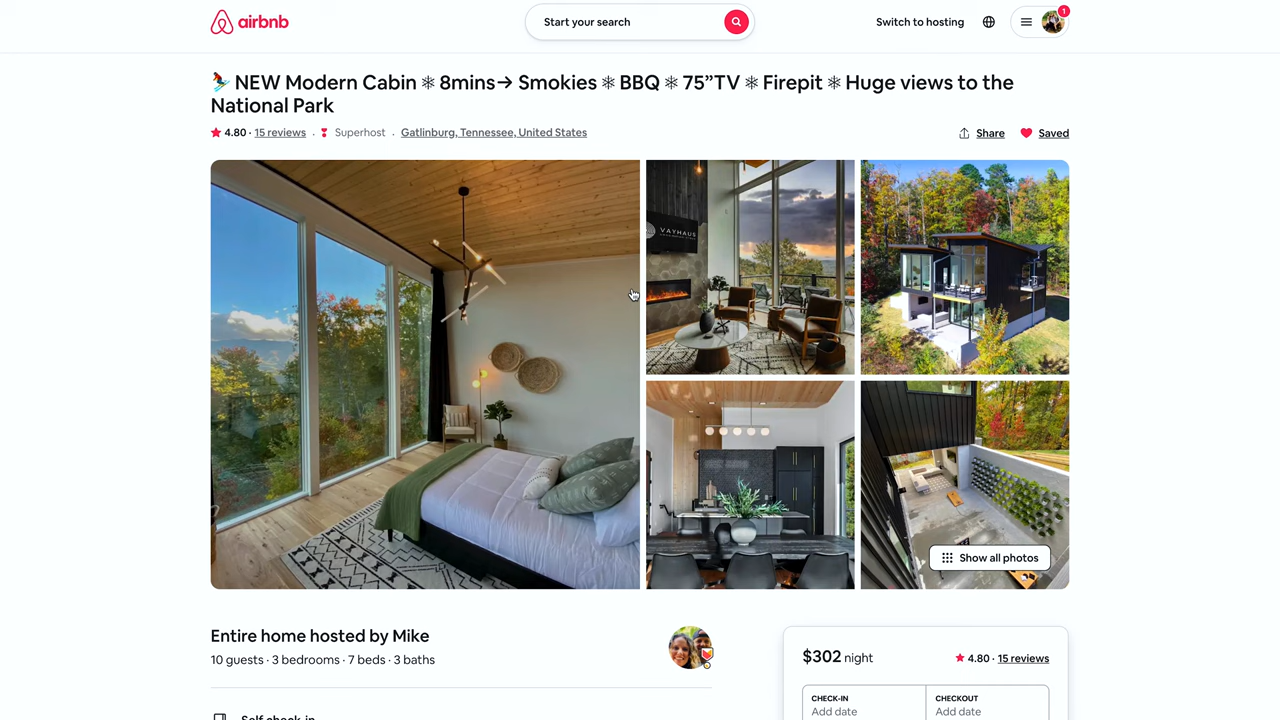 airbnb
Start your search
Switch to hosting
1
⛷️ NEW Modern Cabin ❄ 8mins→ Smokies ❄ BBQ ❄ 75”TV ❄ Firepit ❄ Huge views to the
National Park
★ 4.80 · 15 reviews · Superhost · Gatlinburg, Tennessee, United States
Share
Saved
VAYHAUS
Show all photos
Entire home hosted by Mike
10 guests · 3 bedrooms · 7 beds · 3 baths
$302 night
★ 4.80 · 15 reviews
CHECK-IN
Add date
CHECKOUT
Add date
Self check-in